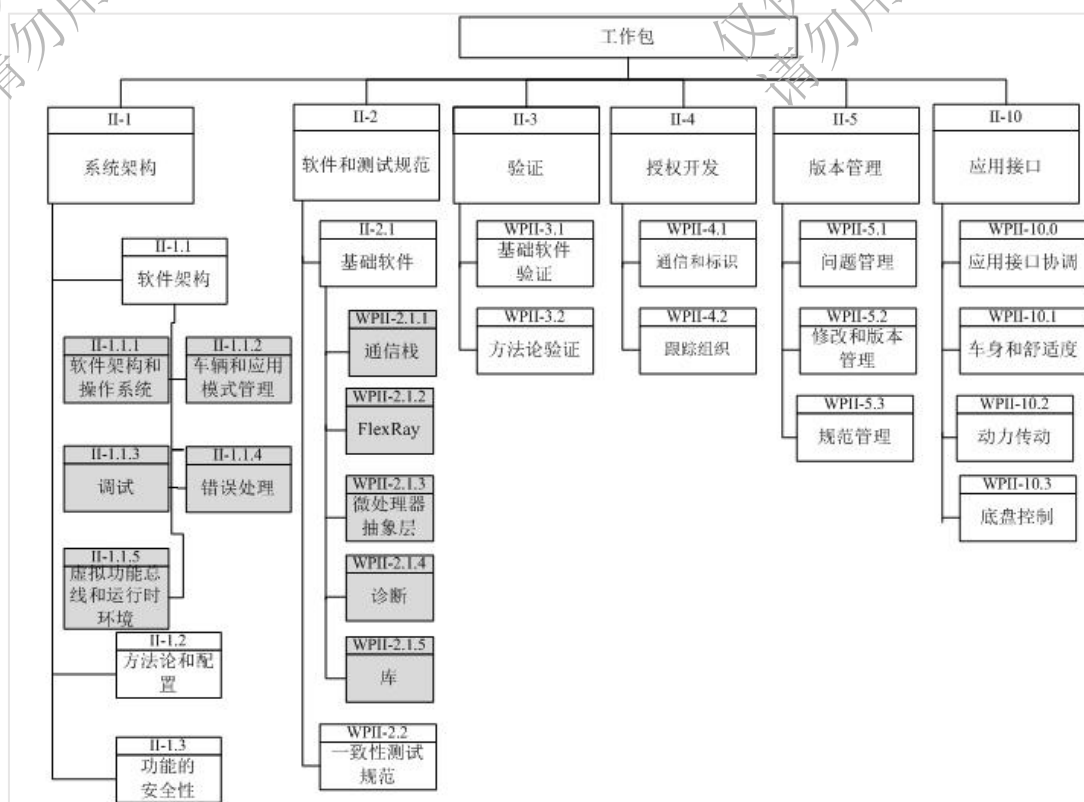 工作包
II-1
系统架构
II-2
软件和测试规范
II-3
验证
II-4
授权开发
II-5
版本管理
II-10
应用接口
II-1.1
软件架构
II-1.1.1
软件架构和
操作系统
II-1.1.2
车辆和应用
模式管理
II-1.1.3
调试
II-1.1.4
错误处理
II-1.1.5
虚拟功能总
线和运行时
环境
II-1.2
方法论和配
置
II-1.3
功能的
安全性
II-2.1
基础软件
WPII-2.1.1
通信栈
WPII-2.1.2
FlexRay
WPII-2.1.3
微处理器
抽象层
WPII-2.1.4
诊断
WPII-2.1.5
库
WPII-2.2
一致性测试
规范
WPII-3.1
基础软件
验证
WPII-3.2
方法论验证
WPII-4.1
通信和标识
WPII-4.2
跟踪组织
WPII-5.1
问题管理
WPII-5.2
修改和版本
管理
WPII-5.3
规范管理
WPII-10.0
应用接口协调
WPII-10.1
车身和舒适度
WPII-10.2
动力传动
WPII-10.3
底盘控制
请勿用
仅
请勿用